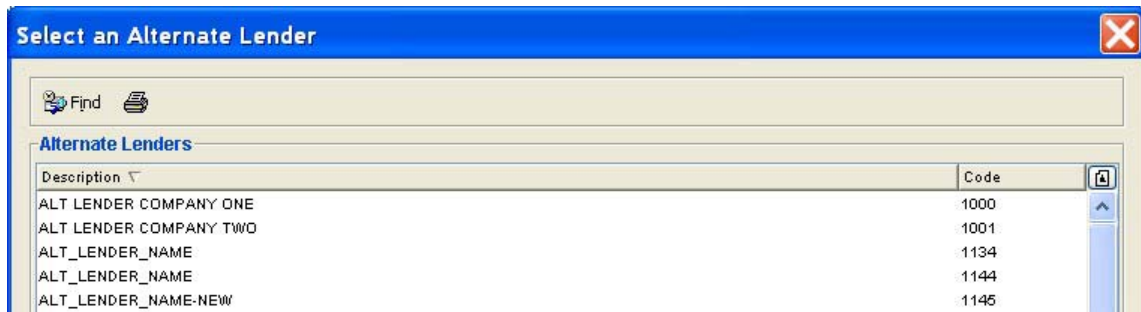 Select an Alternate Lender
Find
Alternate Lenders
Description Code
ALT LENDER COMPANY ONE 1000
ALT LENDER COMPANY TWO 1001
ALT_LENDER_NAME 1134
ALT_LENDER_NAME 1144
ALT_LENDER_NAME-NEW 1145